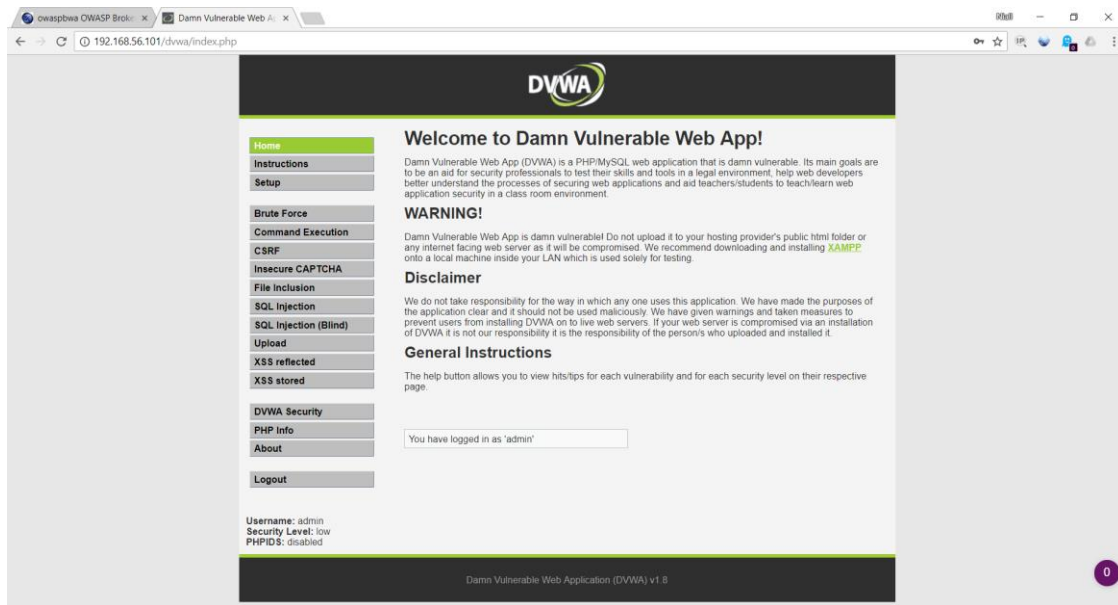 owaspbwa OWASP Broke
Damn Vulnerable Web Ap
192.168.56.101/dvwa/index.php
DVWA
Home
Instructions
Setup
Brute Force
Command Execution
CSRF
Insecure CAPTCHA
File Inclusion
SQL Injection
SQL Injection (Blind)
Upload
XSS reflected
XSS stored
DVWA Security
PHP Info
About
Logout
Username: admin
Security Level: low
PHPIDS: disabled
Welcome to Damn Vulnerable Web App!
Damn Vulnerable Web App (DVWA) is a PHP/MySQL web application that is damn vulnerable. Its main goals are
to be an aid for security professionals to test their skills and tools in a legal environment, help web developers
better understand the processes of securing web applications and aid teachers/students to teach/learn web
application security in a class room environment.
WARNING!
Damn Vulnerable Web App is damn vulnerable! Do not upload it to your hosting provider's public html folder or
any internet facing web server as it will be compromised. We recommend downloading and installing XAMPP
onto a local machine inside your LAN which is used solely for testing.
Disclaimer
We do not take responsibility for the way in which any one uses this application. We have made the purposes of
the application clear and it should not be used maliciously. We have given warnings and taken measures to
prevent users from installing DVWA on to live web servers. If your web server is compromised via an installation
of DVWA it is not our responsibility it is the responsibility of the person/s who uploaded and installed it.
General Instructions
The help button allows you to view hits/tips for each vulnerability and for each security level on their respective
page.
You have logged in as 'admin'
Damn Vulnerable Web Application (DVWA) v1.8
0